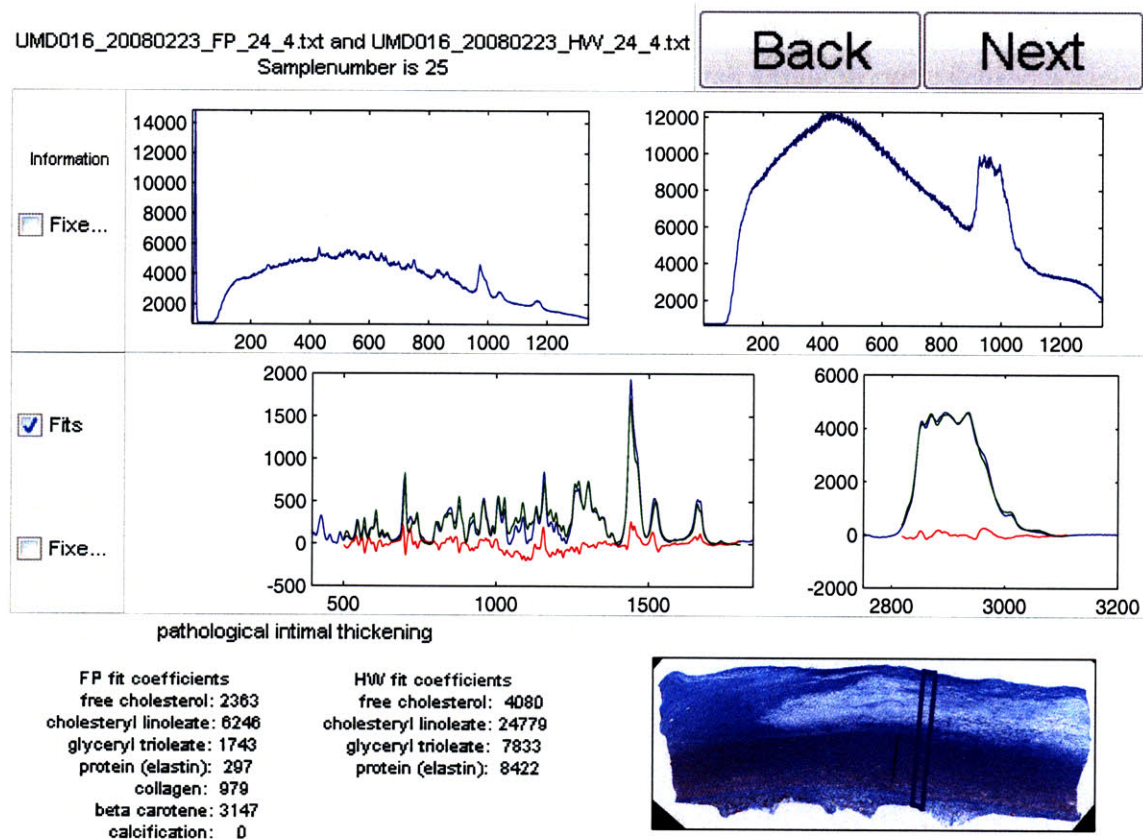 UMD016_20080223_FP_24_4.txt and UMD016_20080223_HW_24_4.txt
Samplenumber is 25
Back
Next
Information
Fixe...
14000
12000
10000
8000
6000
4000
2000
200 400 600 800 1000 1200
12000
10000
8000
6000
4000
2000
200 400 600 800 1000 1200
Fits
Fixe...
2000
1500
1000
500
0
-500
500 1000 1500
6000
4000
2000
0
-2000
2800 3000 3200
pathological intimal thickening
FP fit coefficients
free cholesterol: 2363
cholesteryl linoleate: 6246
glyceryl trioleate: 1743
protein (elastin): 297
collagen: 979
beta carotene: 3147
calcification: 0
HW fit coefficients
free cholesterol: 4080
cholesteryl linoleate: 24779
glyceryl trioleate: 7833
protein (elastin): 8422